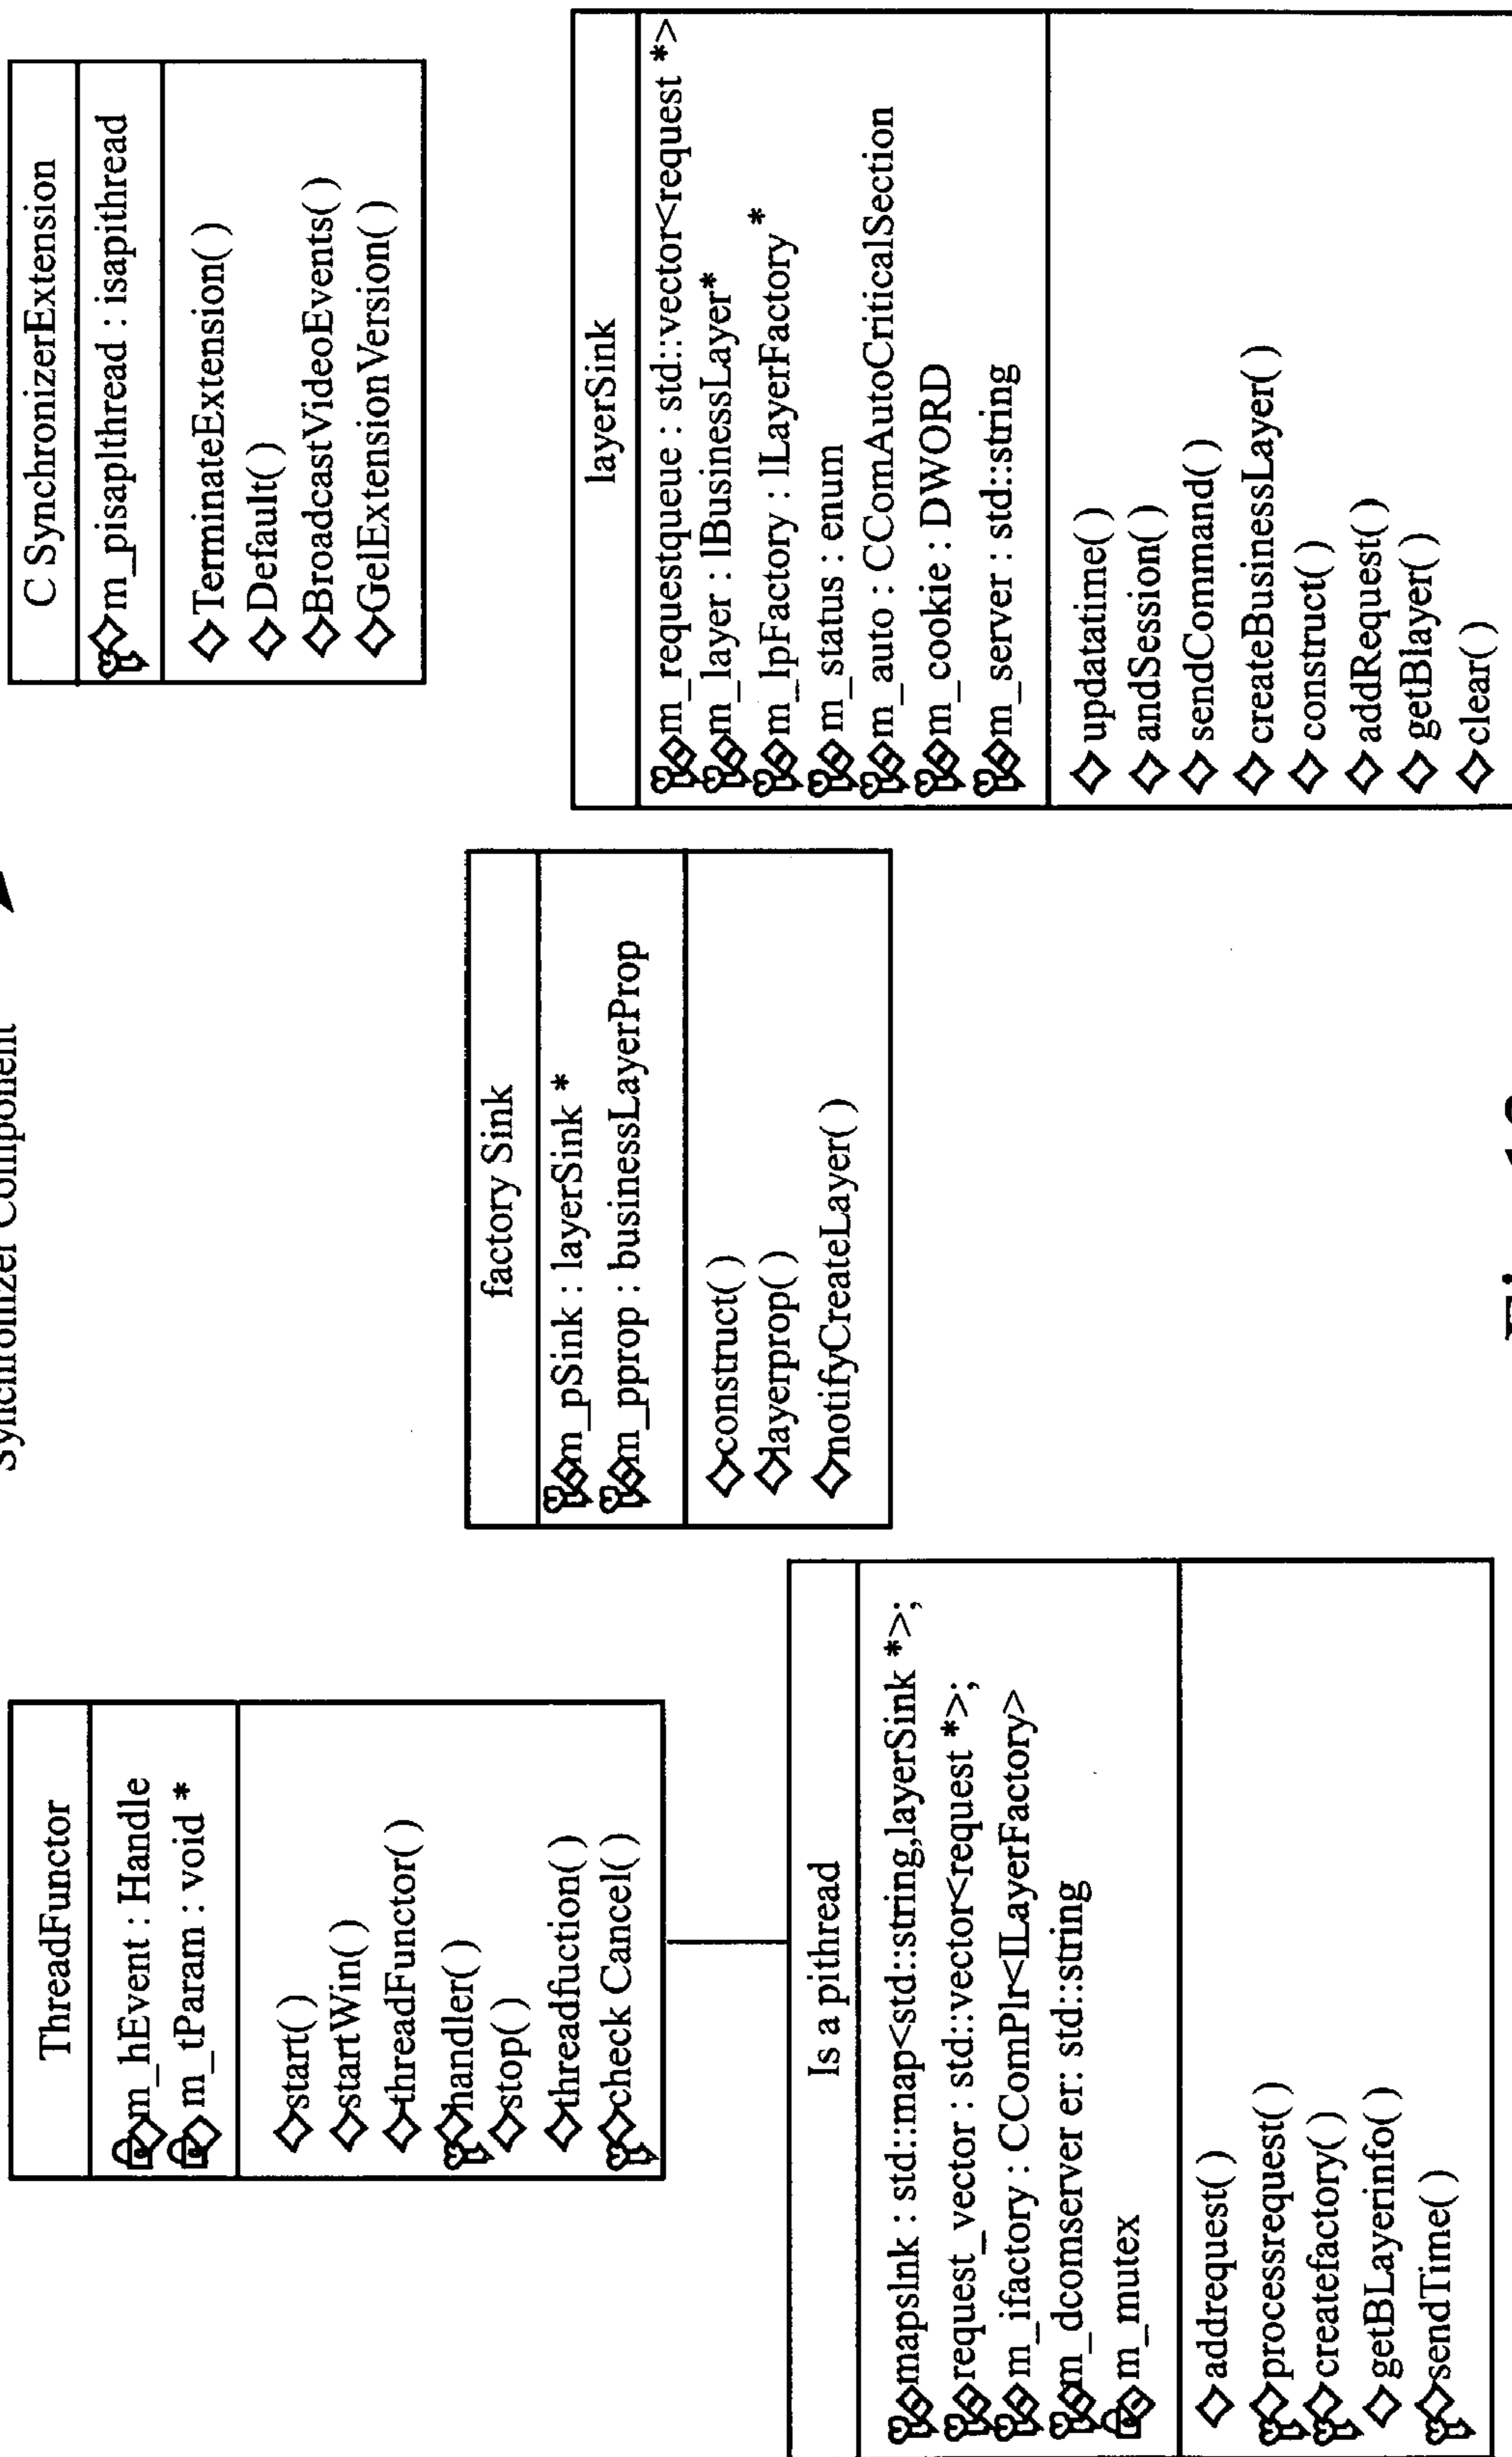 Synchronizer Component
ThreadFunctor
m_hEvent : Handle
m_tParam : void *
start( )
startWin( )
threadFunctor( )
handler( )
stop( )
threadfuction( )
check Cancel( )
Is a pithread
mapslnk : std::map<std::string,layerSink *>;
request_vector : std::vector<request *>;
m_ifactory : CComPlr<ILayerFactory>
m_dcomserver er: std::string
m_mutex
addrequest( )
processrequest( )
createfactory( )
getBLayerinfo( )
sendTime( )
factory Sink
m_pSink : layerSink *
m_pprop : businessLayerProp
construct( )
layerprop( )
notifyCreateLayer( )
C SynchronizerExtension
m_pisaplthread : isapithread
TerminateExtension( )
Default( )
BroadcastVideoEvents( )
GelExtensionVersion( )
layerSink
m_requestqueue : std::vector<request *>
m_layer : lBusinessLayer*
m_lpFactory : lLayerFactory *
m_status : enum
m_auto : CComAutoCriticalSection
m_cookie : DWORD
m_server : std::string
updatatime( )
andSession( )
sendCommand( )
createBusinessLayer( )
construct( )
addRequest( )
getBlayer( )
clear( )